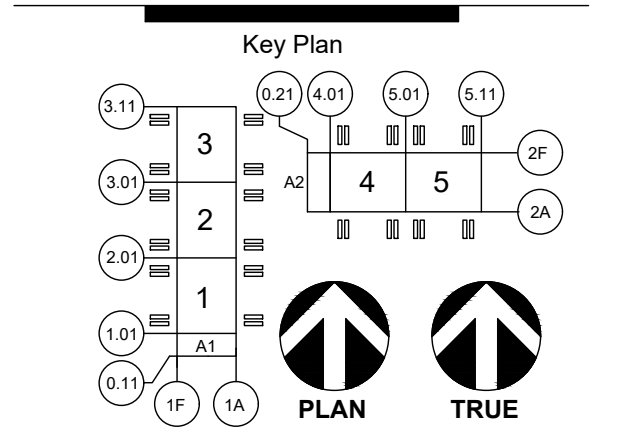 Key Plan
0.21 4.01 5.01 5.11
3.11
3
2F
3.01
A2 4 5
2
2A
2.01
1
1.01
A1
0.11
1F 1A
PLAN TRUE